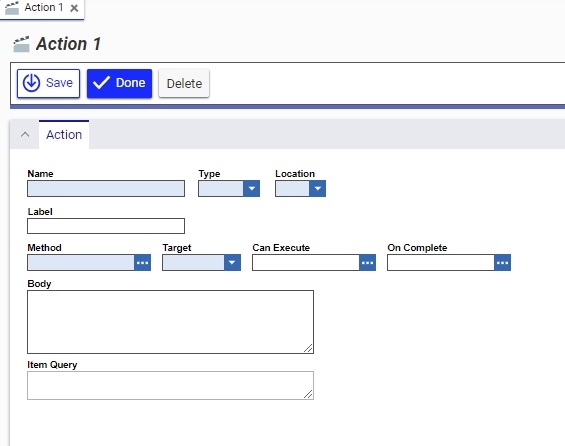 Action 1
Action 1
Save Done Delete
Action
Name Type Location
Label
Method Target Can Execute On Complete
Body
Item Query